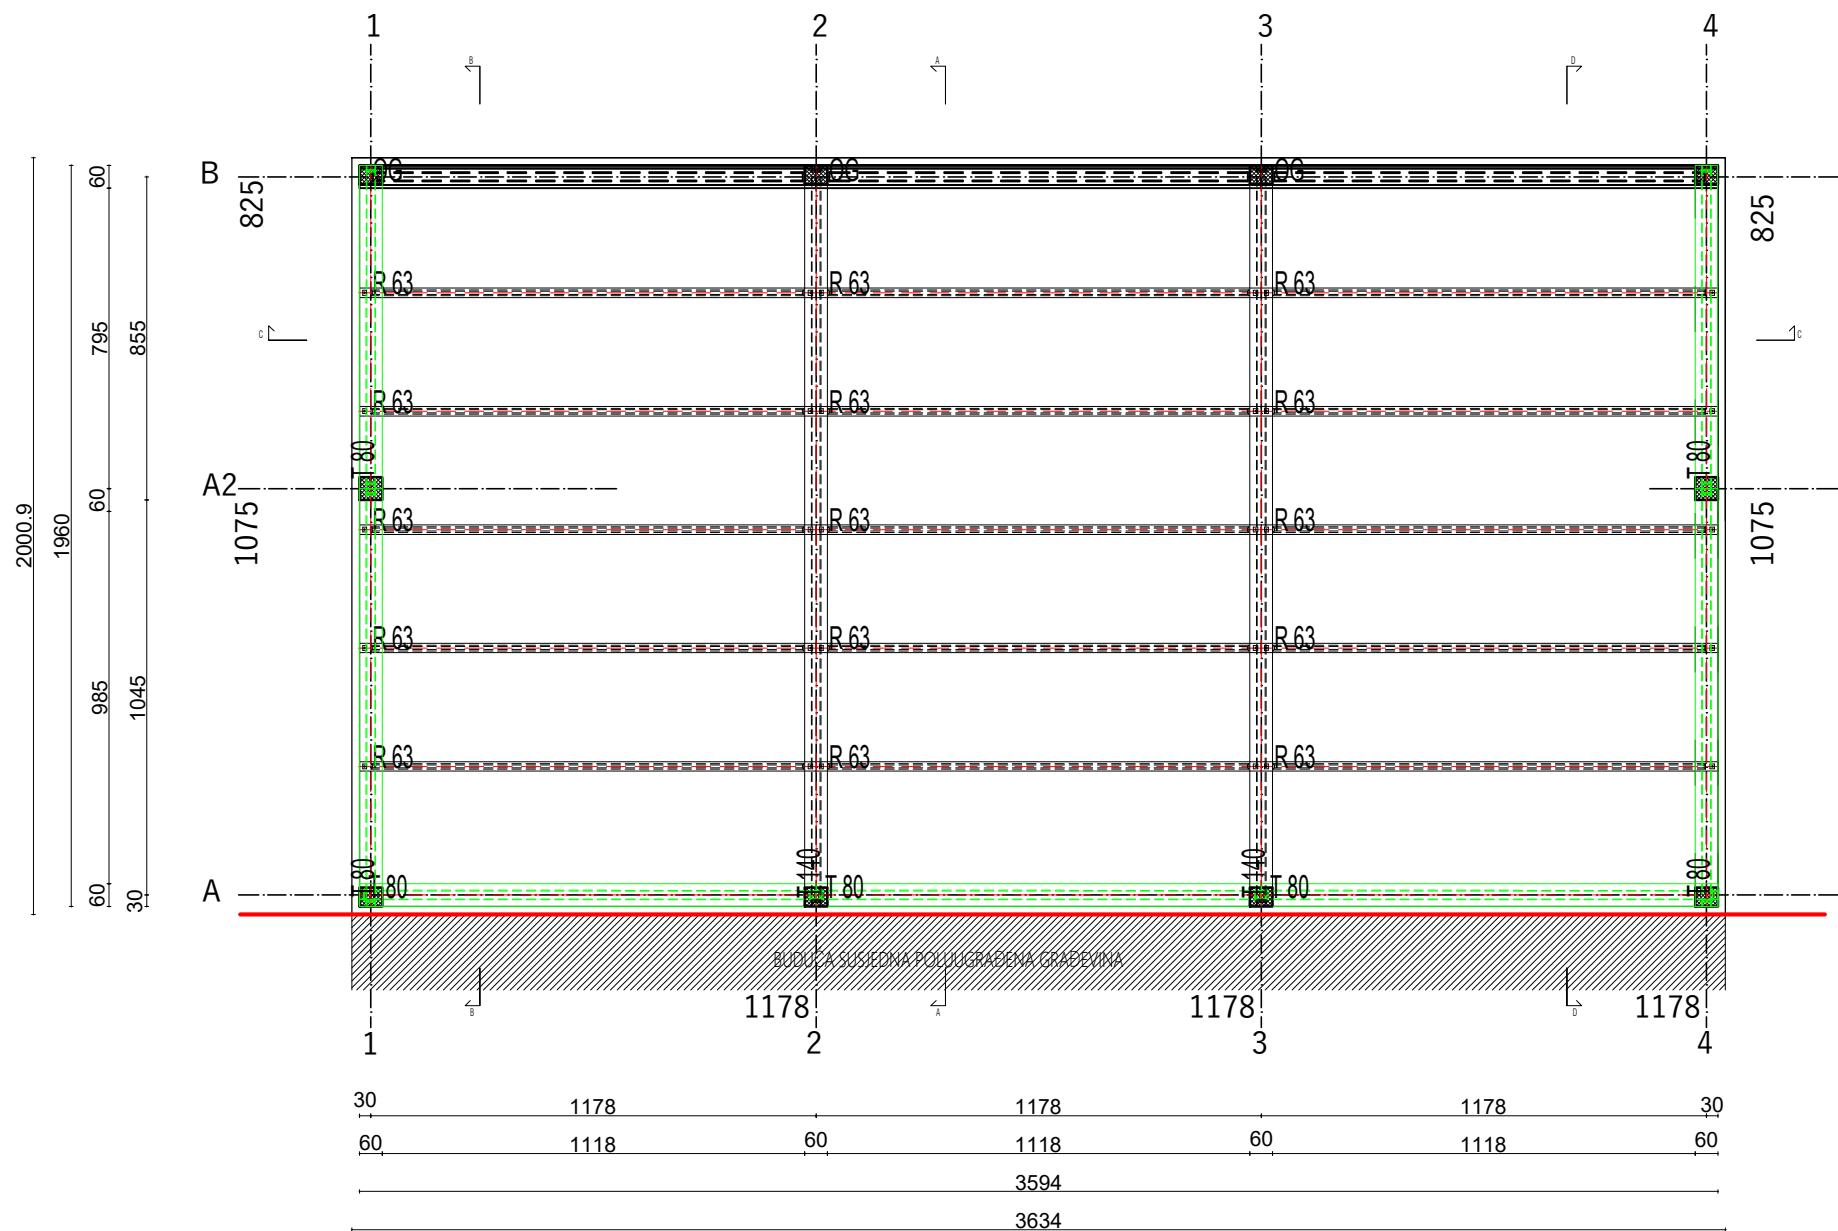 1 2 3 4
B A D
B OG OG OG
60
825 825
R 63 R 63 R 63
795 855
C C
R 63 R 63 R 63
T 80 T 80
A2
60
R 63 R 63 R 63
1075 1075
2000.9 1960
R 63 R 63 R 63
985 1045
R 63 R 63 R 63
T 80 T 140 T 140 T 80
A T 80 T 80 T 80
60 30
BUDUĆA SUSJEDNA POLUUGRAĐENA GRAĐEVINA
1178 1178 1178
B A D
1 2 3 4
30 1178 1178 1178 30
60 1118 60 1118 60 1118 60
3594
3634